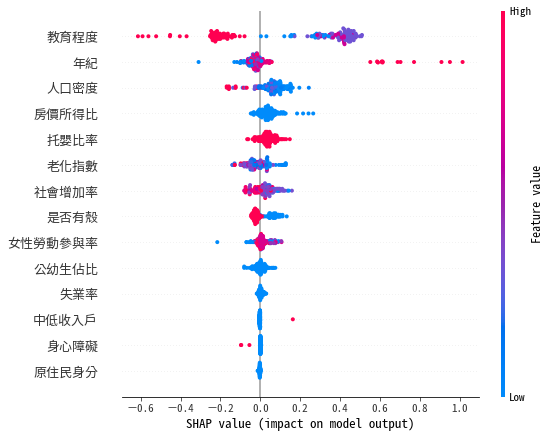 High
教育程度
年紀
人口密度
房價所得比
托嬰比率
老化指數
社會增加率
是否有殼
女性勞動參與率
公幼生佔比
失業率
中低收入戶
身心障礙
原住民身分
Feature value
Low
−0.6 −0.4 −0.2 0.0 0.2 0.4 0.6 0.8 1.0
SHAP value (impact on model output)